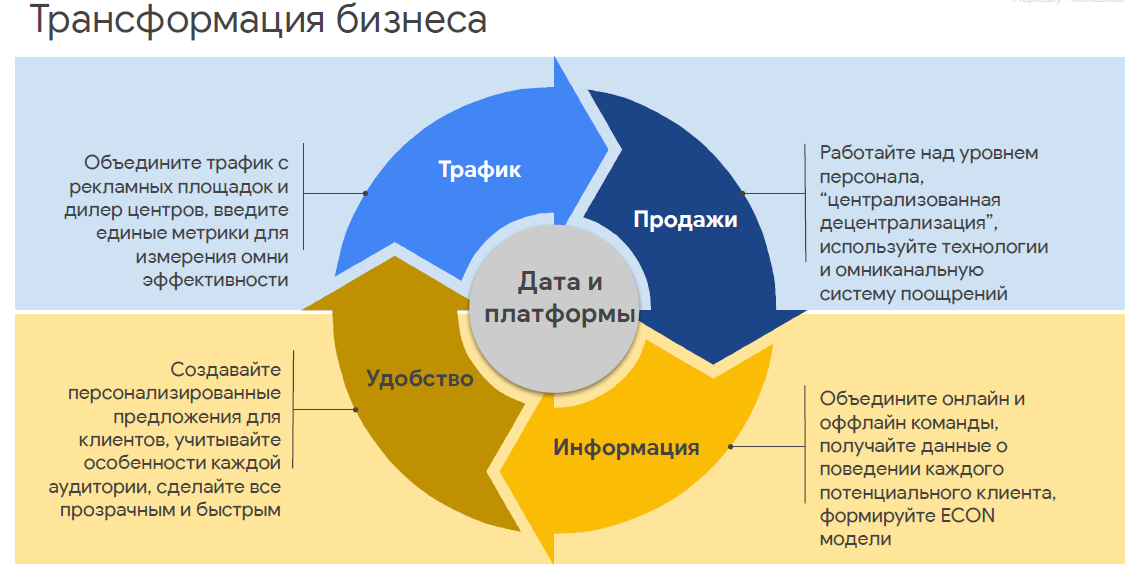 Трансформация бизнеса
Объедините трафик с
рекламных площадок и
дилер центров, введите
единые метрики для
измерения омни
эффективности
Трафик
Продажи
Работайте над уровнем
персонала,
“централизованная
децентрализация”,
используйте технологии
и омниканальную
систему поощрений
Дата и
платформы
Создавайте
персонализированные
предложения для
клиентов, учитывайте
особенности каждой
аудитории, сделайте все
прозрачным и быстрым
Удобство
Информация
Объедините онлайн и
оффлайн команды,
получайте данные о
поведении каждого
потенциального клиента,
формируйте ECON
модели